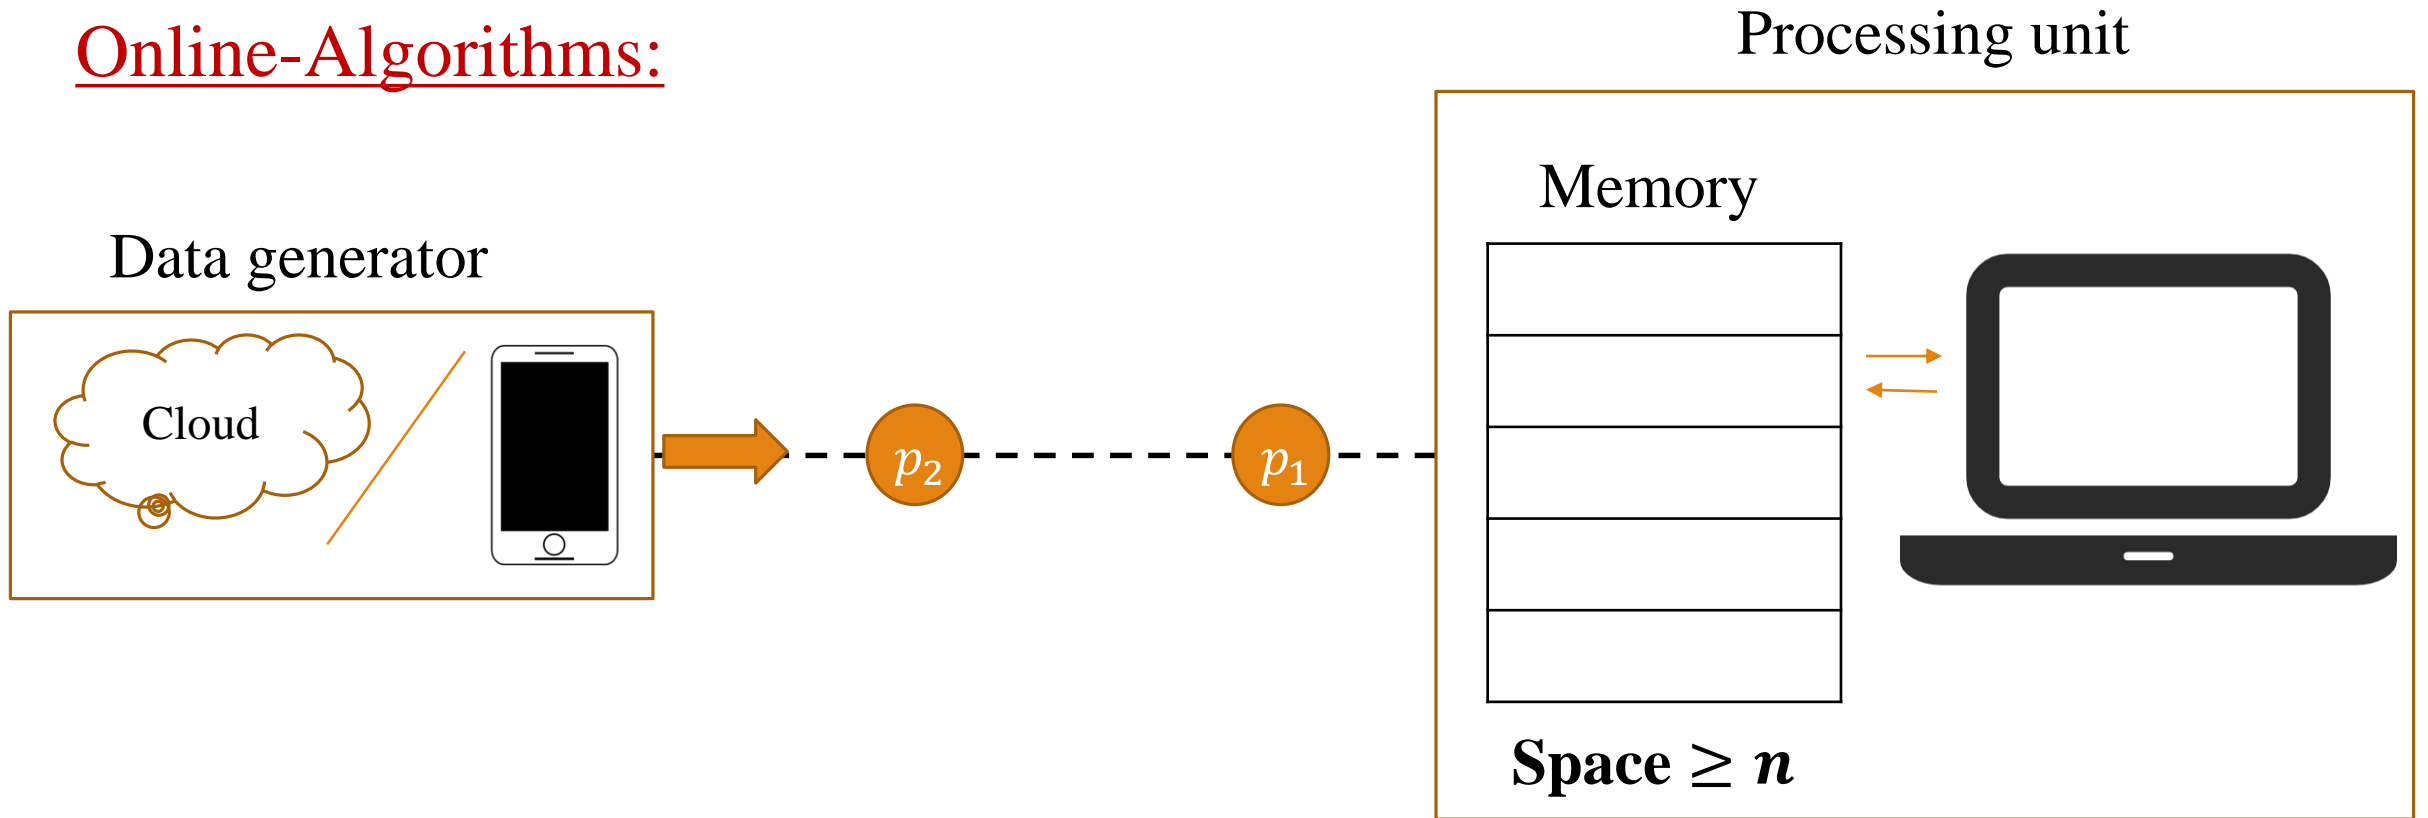 Online-Algorithms:
Processing unit
Memory
Data generator
Cloud
p₂
p₁
Space ≥ n